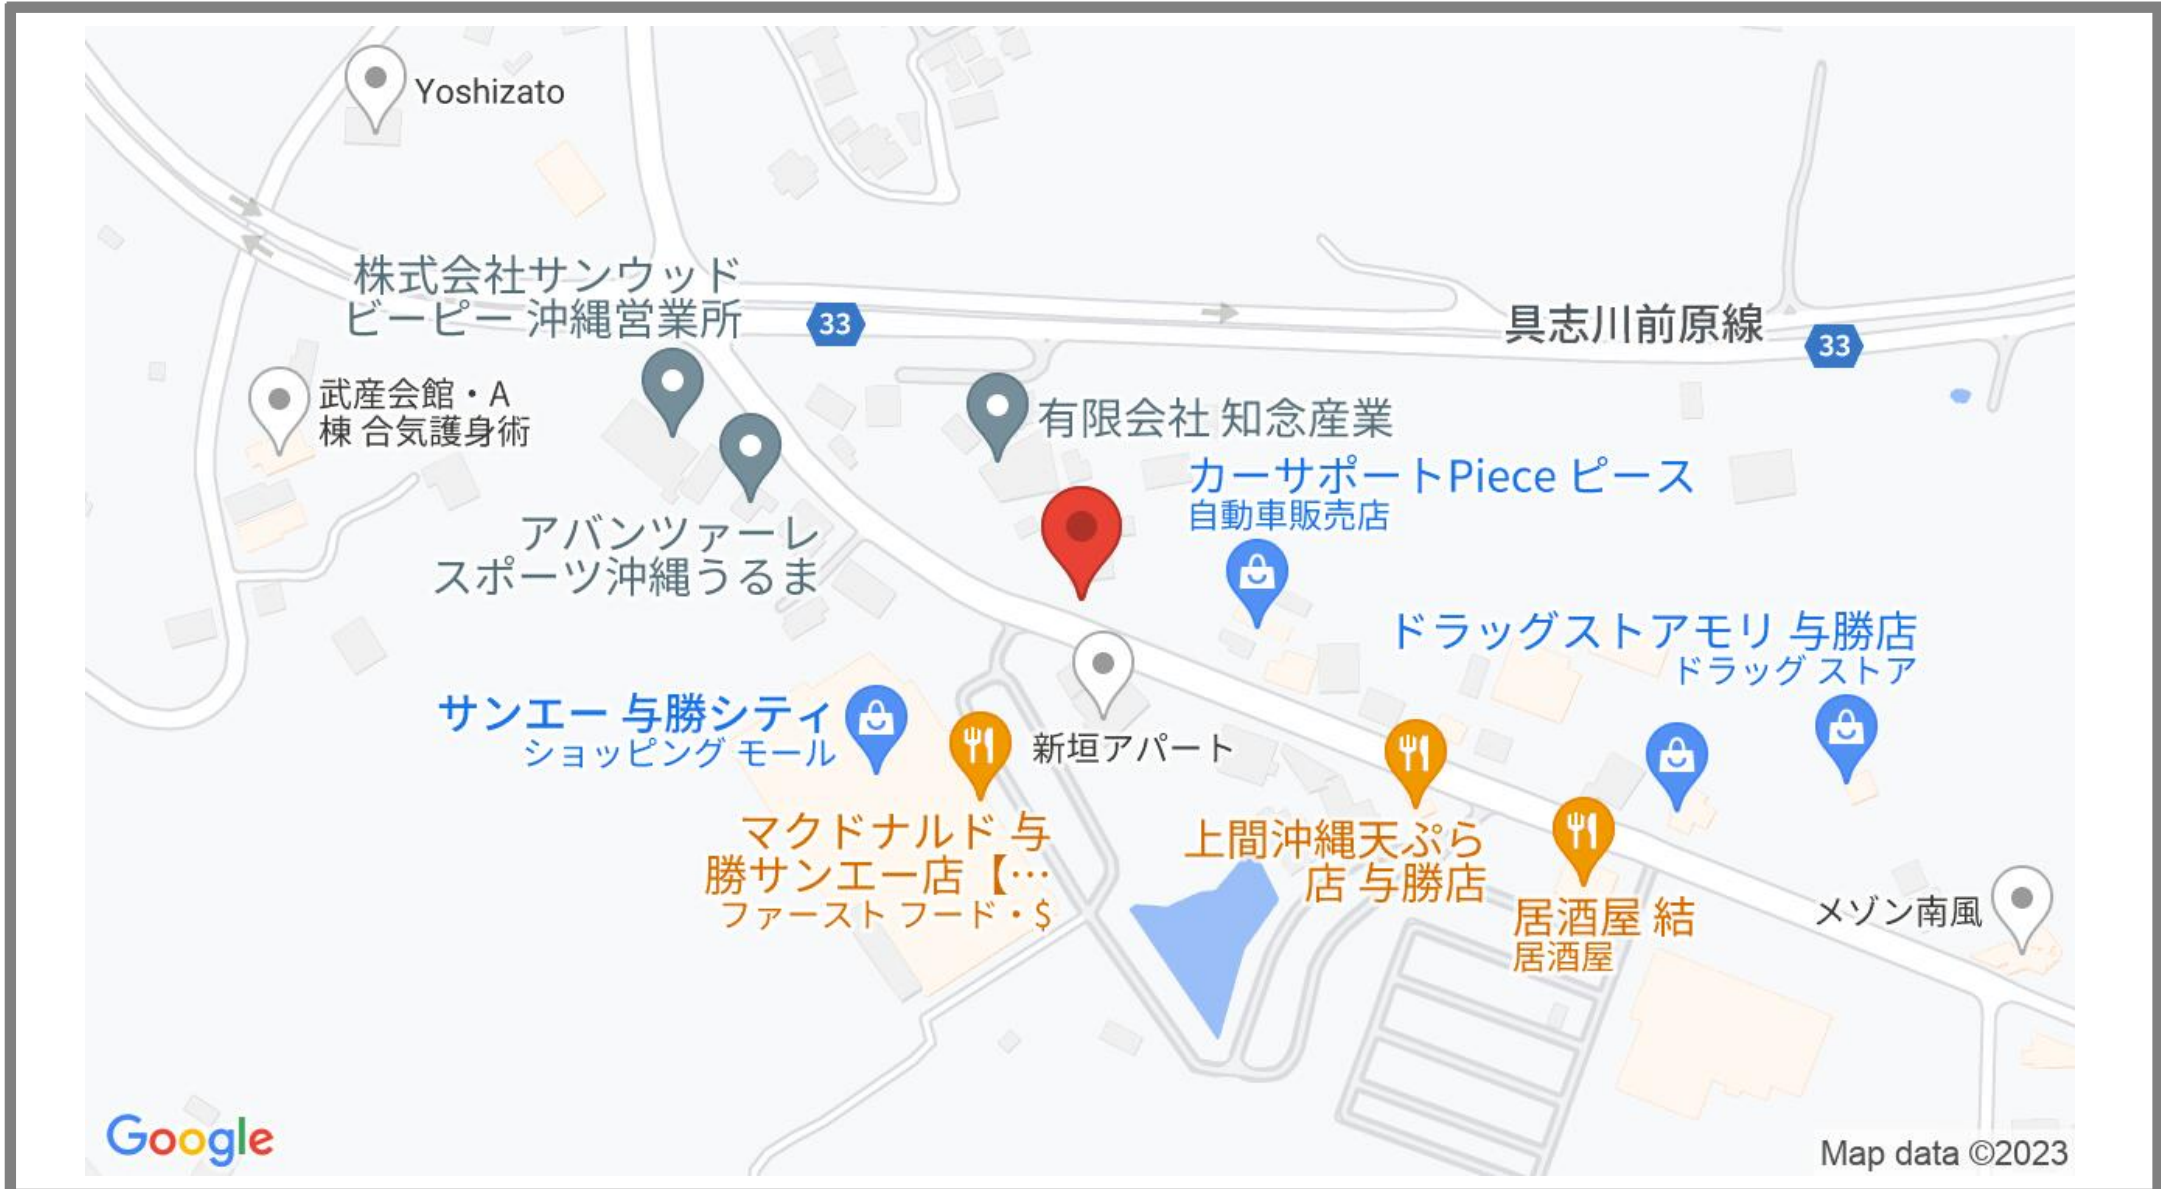 Yoshizato
株式会社サンウッド
ビーピー 沖縄営業所
33
具志川前原線
33
武産会館・A
棟 合気護身術
有限会社 知念産業
カーサポートPiece ピース
自動車販売店
アバンツァーレ
スポーツ沖縄うるま
ドラッグストアモリ 与勝店
ドラッグ ストア
サンエー 与勝シティ
ショッピング モール
新垣アパート
マクドナルド 与
勝サンエー店【…
ファースト フード・$
上間沖縄天ぷら
店 与勝店
居酒屋 結
居酒屋
メゾン南風
Google
Map data ©2023